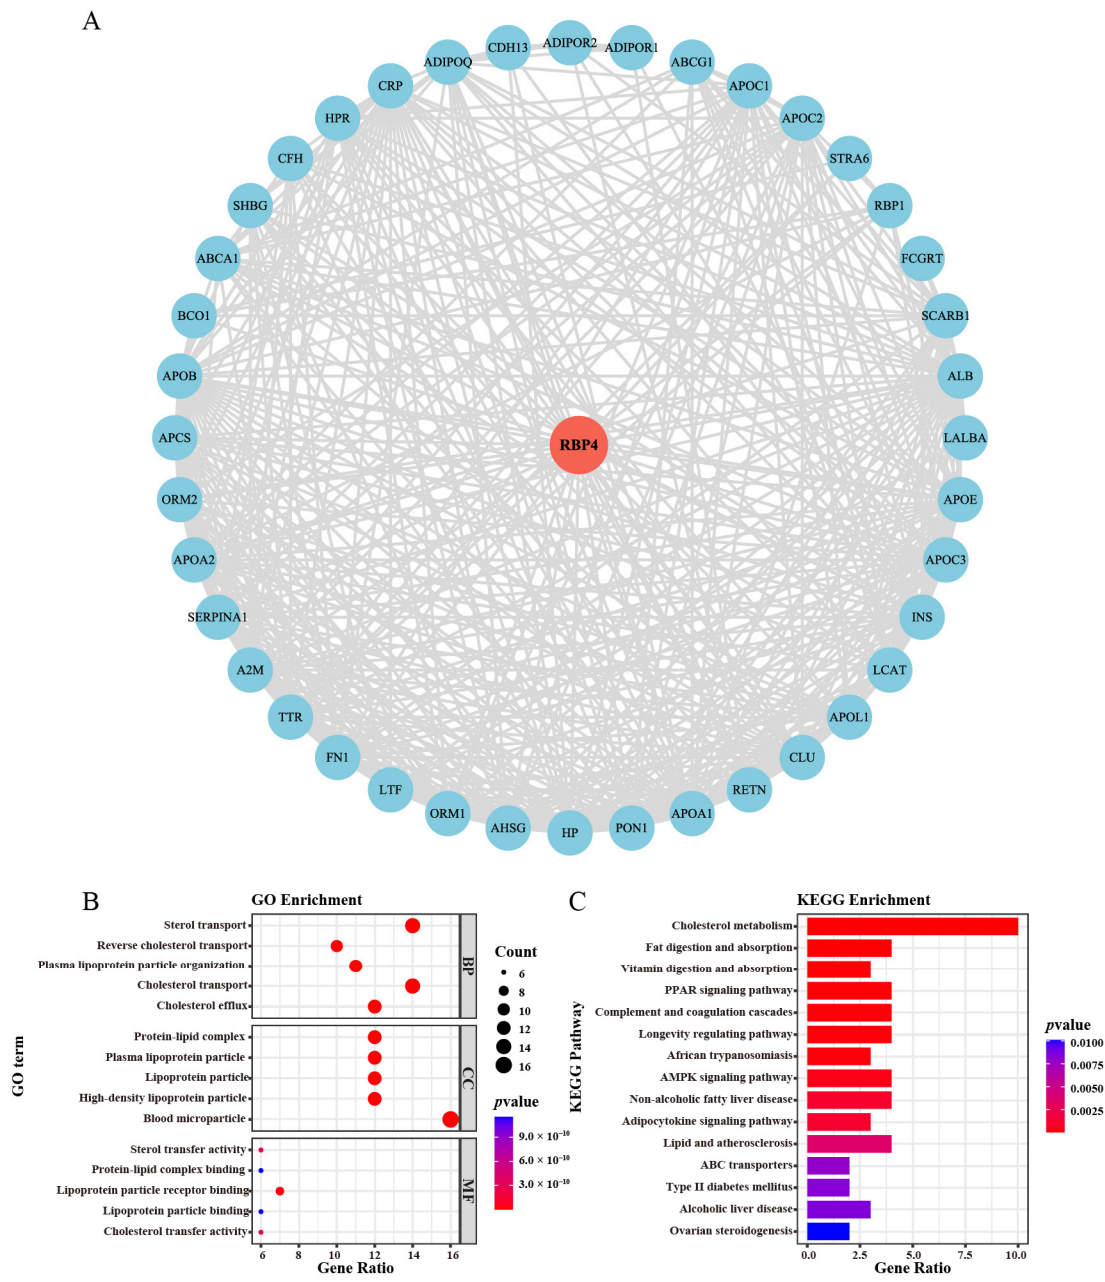 A
ADIPOR2
ADIPOR1
CDH13
ABCG1
ADIPOQ
APOC1
CRP
APOC2
HPR
STRA6
CFH
RBP1
SHBG
FCGRT
ABCA1
SCARB1
BCO1
ALB
APOB
LALBA
APCS
RBP4
APOE
ORM2
APOC3
APOA2
INS
SERPINA1
LCAT
A2M
APOL1
TTR
CLU
FN1
RETN
LTF
APOA1
ORM1
PON1
AHSG
HP
B
GO Enrichment
GO term
Sterol transport
Reverse cholesterol transport
Plasma lipoprotein particle organization
Cholesterol transport
Cholesterol efflux
BP
Protein-lipid complex
Plasma lipoprotein particle
Lipoprotein particle
High-density lipoprotein particle
Blood microparticle
CC
Sterol transfer activity
Protein-lipid complex binding
Lipoprotein particle receptor binding
Lipoprotein particle binding
Cholesterol transfer activity
MF
6 8 10 12 14 16
Gene Ratio
Count
6
8
10
12
14
16
pvalue
9.0 × 10⁻¹⁰
6.0 × 10⁻¹⁰
3.0 × 10⁻¹⁰
C
KEGG Enrichment
KEGG Pathway
Cholesterol metabolism
Fat digestion and absorption
Vitamin digestion and absorption
PPAR signaling pathway
Complement and coagulation cascades
Longevity regulating pathway
African trypanosomiasis
AMPK signaling pathway
Non-alcoholic fatty liver disease
Adipocytokine signaling pathway
Lipid and atherosclerosis
ABC transporters
Type II diabetes mellitus
Alcoholic liver disease
Ovarian steroidogenesis
0.0 2.5 5.0 7.5 10.0
Gene Ratio
pvalue
0.0100
0.0075
0.0050
0.0025